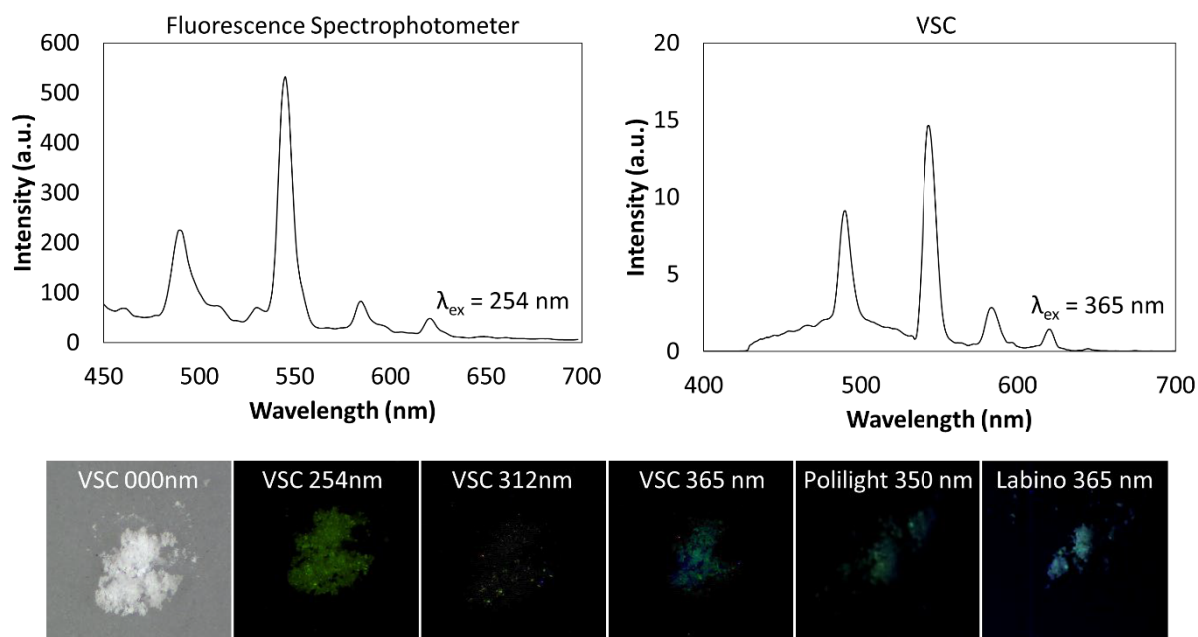 Fluorescence Spectrophotometer
600
500
400
300
200
100
0
Intensity (a.u.)
λex = 254 nm
450 500 550 600 650 700
Wavelength (nm)
VSC
20
15
10
5
0
Intensity (a.u.)
λex = 365 nm
400 500 600 700
Wavelength (nm)
VSC 000nm VSC 254nm VSC 312nm VSC 365 nm Polilight 350 nm Labino 365 nm